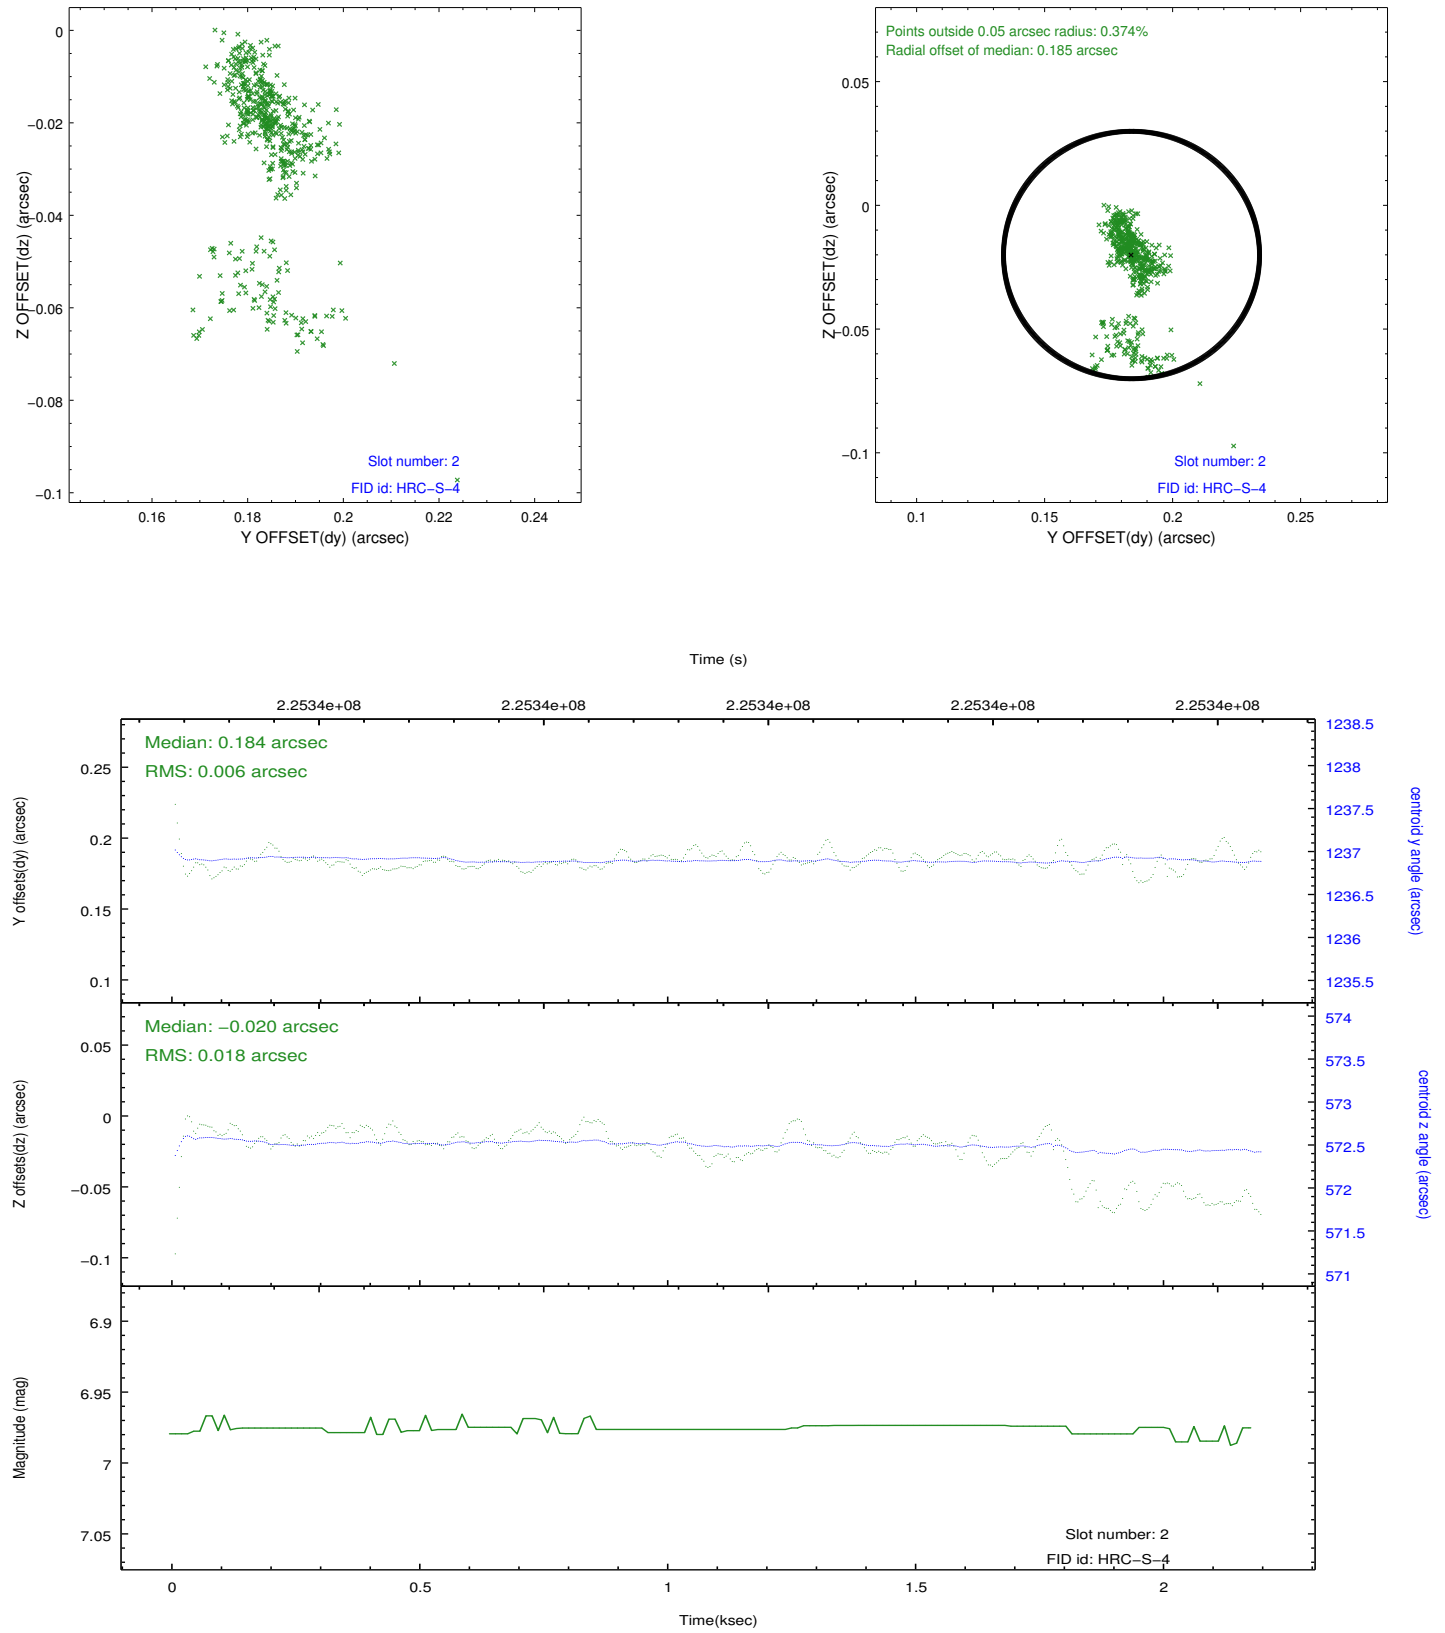 0
−0.02
−0.04
−0.06
−0.08
−0.1
Z OFFSET(dz) (arcsec)
Slot number: 2
FID id: HRC−S−4
0.16
0.18
0.2
0.22
0.24
Y OFFSET(dy) (arcsec)
Points outside 0.05 arcsec radius: 0.374%
Radial offset of median: 0.185 arcsec
0.05
0
−0.05
−0.1
Z OFFSET(dz) (arcsec)
Slot number: 2
FID id: HRC−S−4
0.1
0.15
0.2
0.25
Y OFFSET(dy) (arcsec)
Time (s)
2.2534e+08
2.2534e+08
2.2534e+08
2.2534e+08
2.2534e+08
Median: 0.184 arcsec
RMS: 0.006 arcsec
0.25
0.2
0.15
0.1
Y offsets(dy) (arcsec)
1238.5
1238
1237.5
1237
1236.5
1236
1235.5
centroid y angle (arcsec)
Median: −0.020 arcsec
RMS: 0.018 arcsec
0.05
0
−0.05
−0.1
Z offsets(dz) (arcsec)
574
573.5
573
572.5
572
571.5
571
centroid z angle (arcsec)
6.9
6.95
7
7.05
Magnitude (mag)
Slot number: 2
FID id: HRC−S−4
0
0.5
1
1.5
2
Time(ksec)